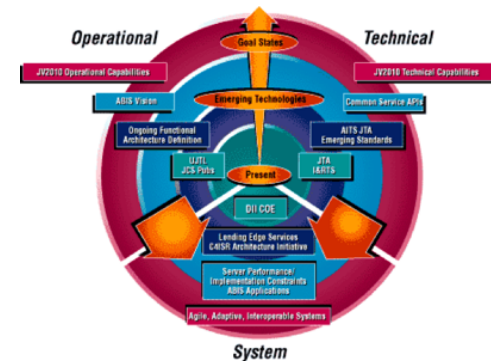 Operational
Technical
Goal States
JV2010 Operational Capabilities
JV2010 Technical Capabilities
ABIS Vision
Emerging Technologies
Common Service APIs
Ongoing Functional
Architecture Definition
AITS JTA
Emerging Standards
UJTL
JCS Pubs
JTA
I&RTS
Present
DII COE
Lending Edge Services
C4ISR Architecture Initiative
Server Performance/
Implementation Constraints
ABIS Applications
Agile, Adaptive, Interoperable Systems
System